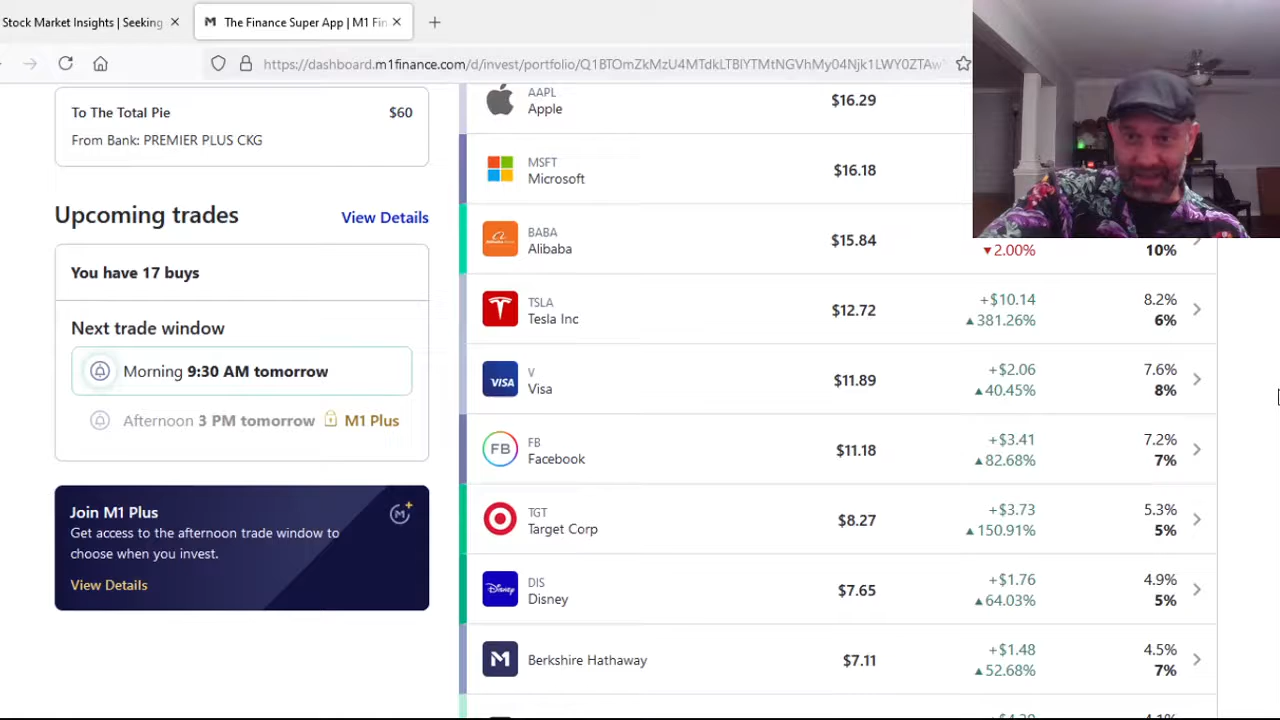 Stock Market Insights | Seeking
The Finance Super App | M1 Fin
https://dashboard.m1finance.com/d/invest/portfolio/Q1BTOmZkMzU4MTdkLTBlYTMtNGVhMy04Njk1LWY0ZTAw
To The Total Pie $60
From Bank: PREMIER PLUS CKG
Upcoming trades View Details
You have 17 buys
Next trade window
Morning 9:30 AM tomorrow
Afternoon 3 PM tomorrow M1 Plus
Join M1 Plus
Get access to the afternoon trade window to
choose when you invest.
View Details
AAPL
Apple $16.29
MSFT
Microsoft $16.18
BABA
Alibaba $15.84
▼2.00% 10%
TSLA
Tesla Inc $12.72
+$10.14 8.2%
▲381.26% 6%
V
Visa $11.89
+$2.06 7.6%
▲40.45% 8%
FB
FB
Facebook $11.18
+$3.41 7.2%
▲82.68% 7%
TGT
Target Corp $8.27
+$3.73 5.3%
▲150.91% 5%
DIS
Disney $7.65
+$1.76 4.9%
▲64.03% 5%
Berkshire Hathaway $7.11
+$1.48 4.5%
▲52.68% 7%